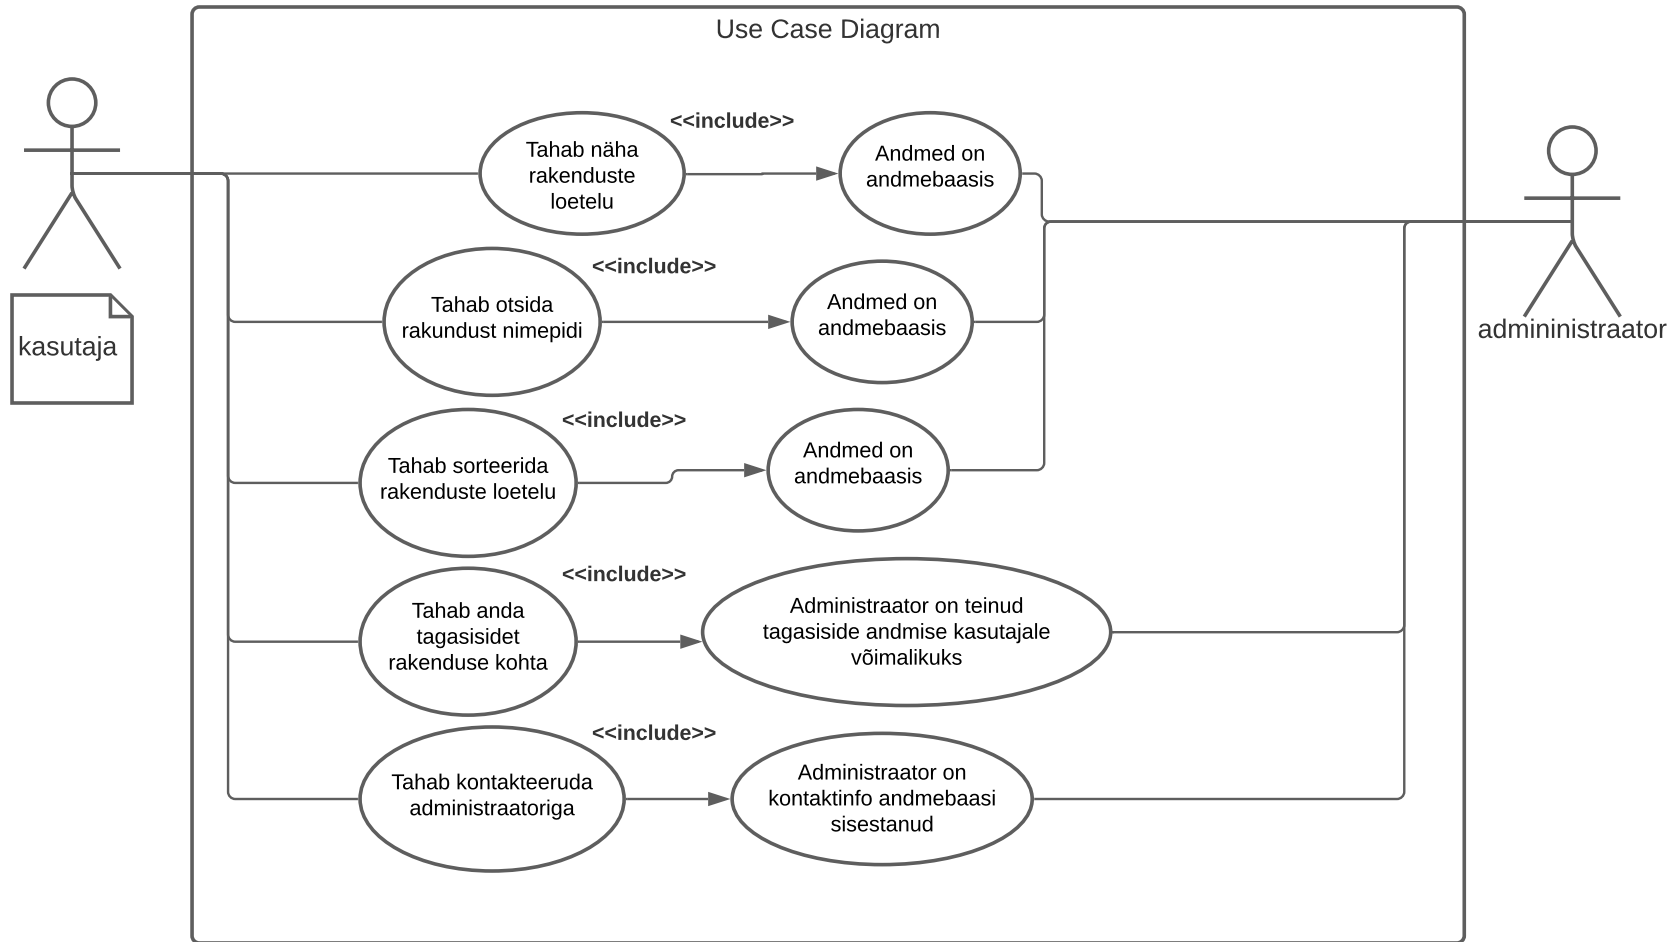 Use Case Diagram
<<include>>
Tahab näha
rakenduste
loetelu
Andmed on
andmebaasis
<<include>>
Tahab otsida
rakundust nimepidi
Andmed on
andmebaasis
kasutaja
admininistraator
<<include>>
Tahab sorteerida
rakenduste loetelu
Andmed on
andmebaasis
<<include>>
Tahab anda
tagasisidet
rakenduse kohta
Administraator on teinud
tagasiside andmise kasutajale
võimalikuks
<<include>>
Tahab kontakteeruda
administraatoriga
Administraator on
kontaktinfo andmebaasi
sisestanud